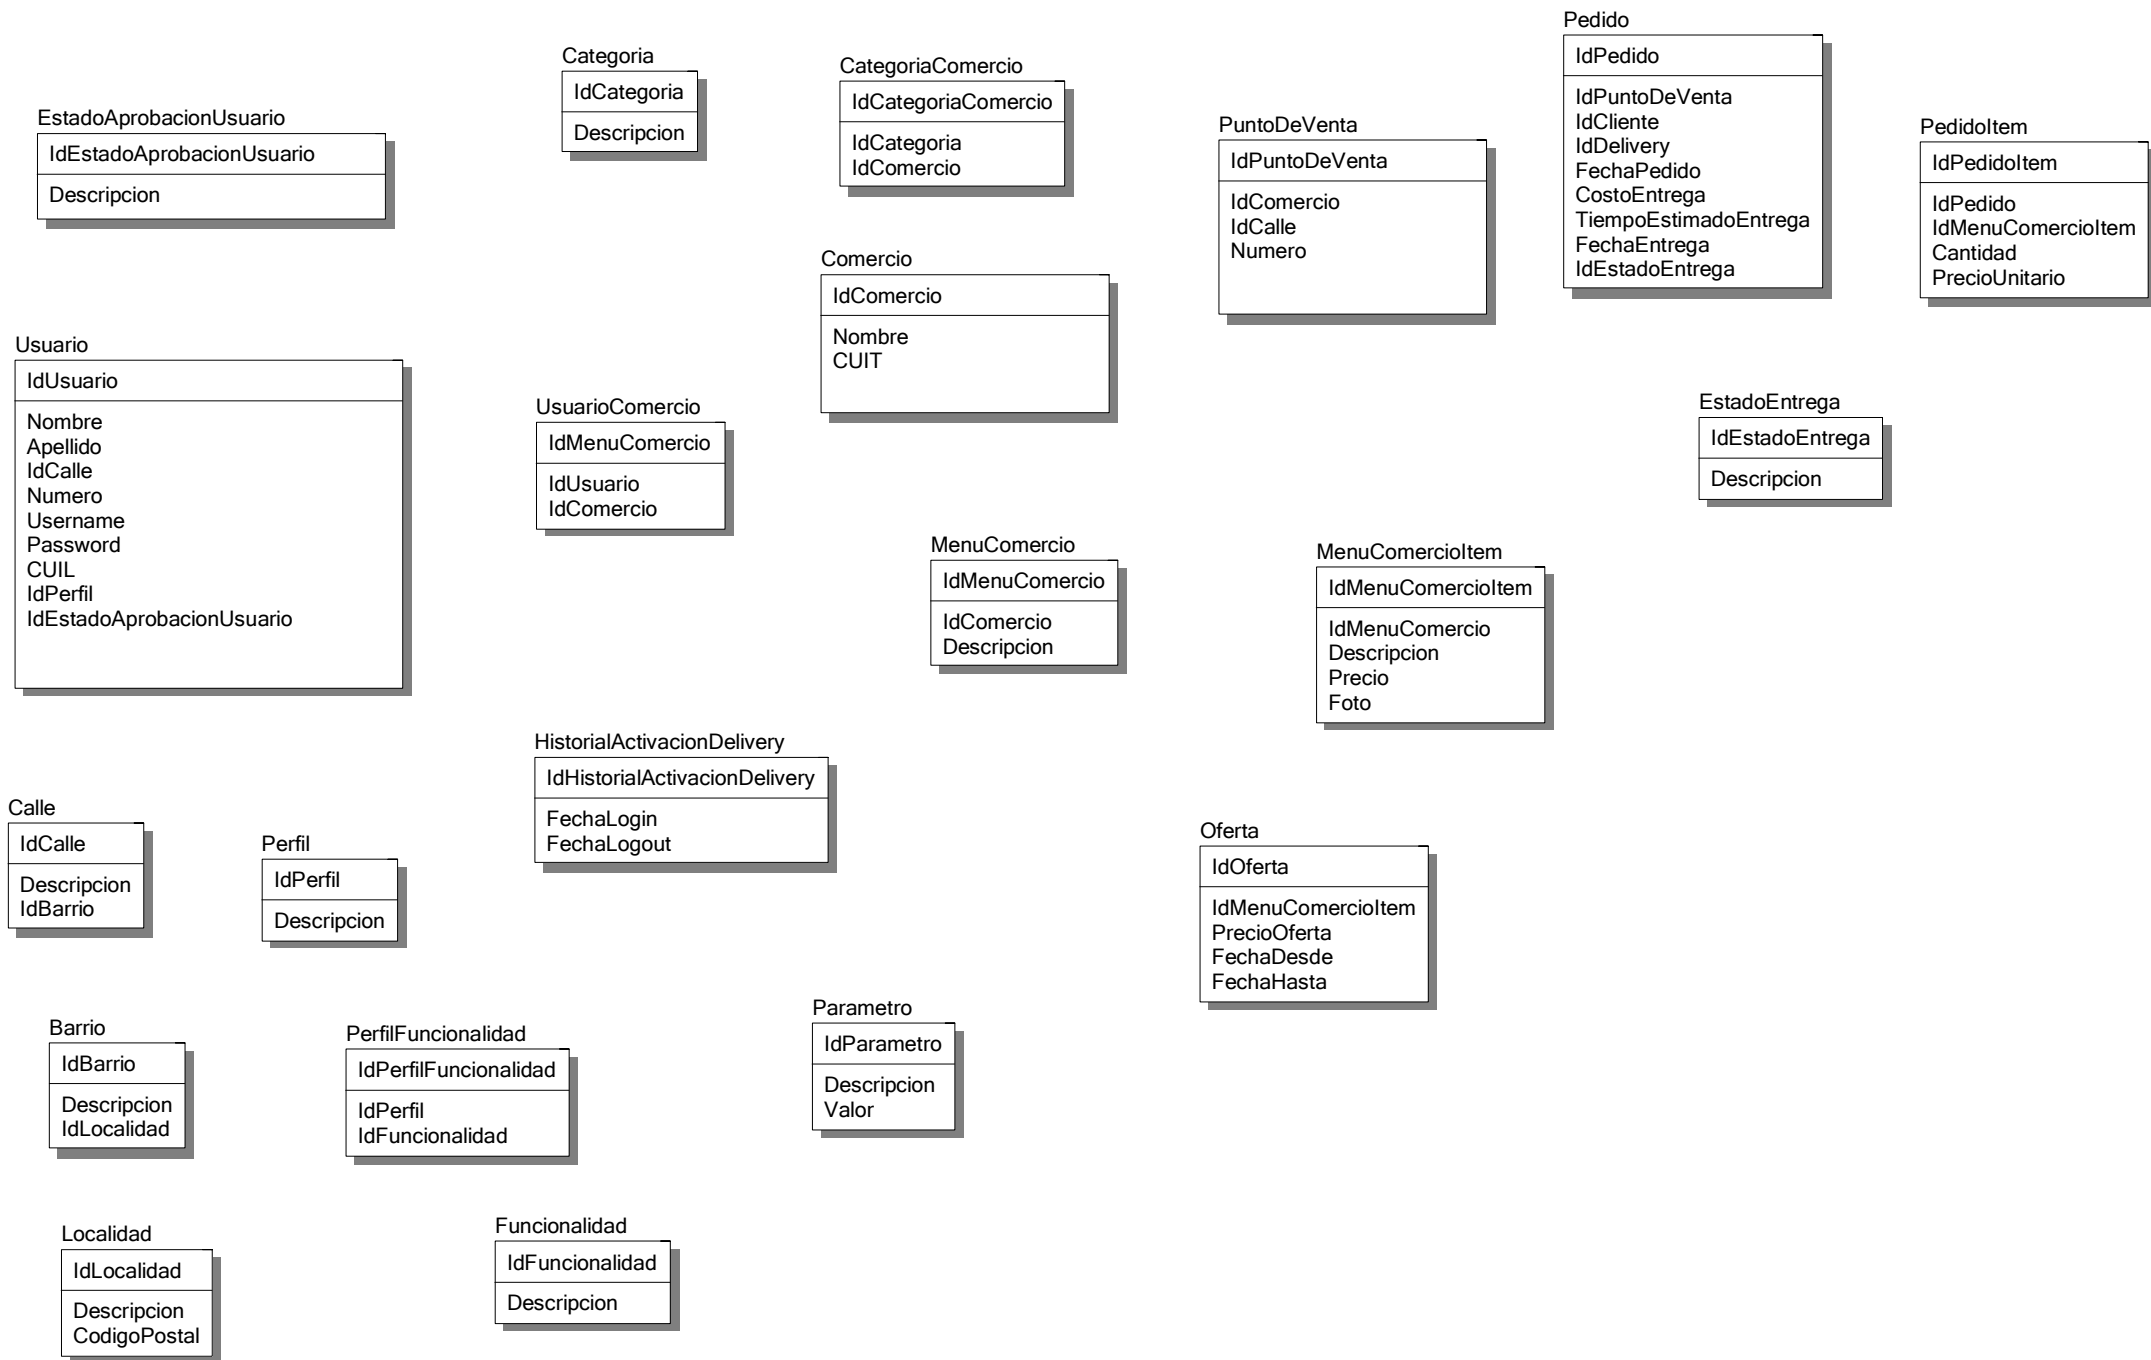 EstadoAprobacionUsuario
IdEstadoAprobacionUsuario
Descripcion
Categoria
IdCategoria
Descripcion
CategoriaComercio
IdCategoriaComercio
IdCategoria
IdComercio
PuntoDeVenta
IdPuntoDeVenta
IdComercio
IdCalle
Numero
Pedido
IdPedido
IdPuntoDeVenta
IdCliente
IdDelivery
FechaPedido
CostoEntrega
TiempoEstimadoEntrega
FechaEntrega
IdEstadoEntrega
PedidoItem
IdPedidoItem
IdPedido
IdMenuComercioItem
Cantidad
PrecioUnitario
Comercio
IdComercio
Nombre
CUIT
Usuario
IdUsuario
Nombre
Apellido
IdCalle
Numero
Username
Password
CUIL
IdPerfil
IdEstadoAprobacionUsuario
UsuarioComercio
IdMenuComercio
IdUsuario
IdComercio
EstadoEntrega
IdEstadoEntrega
Descripcion
MenuComercio
IdMenuComercio
IdComercio
Descripcion
MenuComercioItem
IdMenuComercioItem
IdMenuComercio
Descripcion
Precio
Foto
HistorialActivacionDelivery
IdHistorialActivacionDelivery
FechaLogin
FechaLogout
Calle
IdCalle
Descripcion
IdBarrio
Perfil
IdPerfil
Descripcion
Oferta
IdOferta
IdMenuComercioItem
PrecioOferta
FechaDesde
FechaHasta
Barrio
IdBarrio
Descripcion
IdLocalidad
PerfilFuncionalidad
IdPerfilFuncionalidad
IdPerfil
IdFuncionalidad
Parametro
IdParametro
Descripcion
Valor
Localidad
IdLocalidad
Descripcion
CodigoPostal
Funcionalidad
IdFuncionalidad
Descripcion